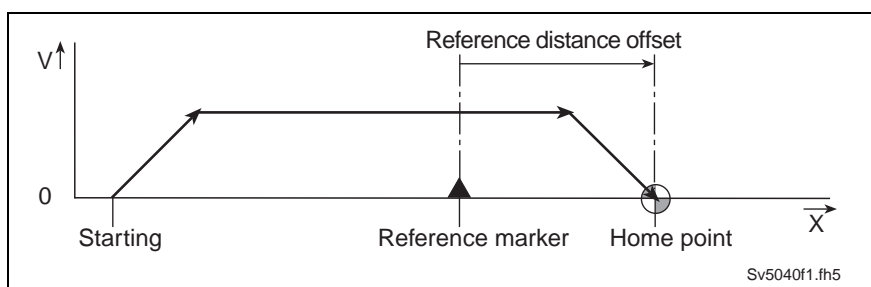 Reference distance offset
V
0
X
Starting
Reference marker
Home point
Sv5040f1.fh5